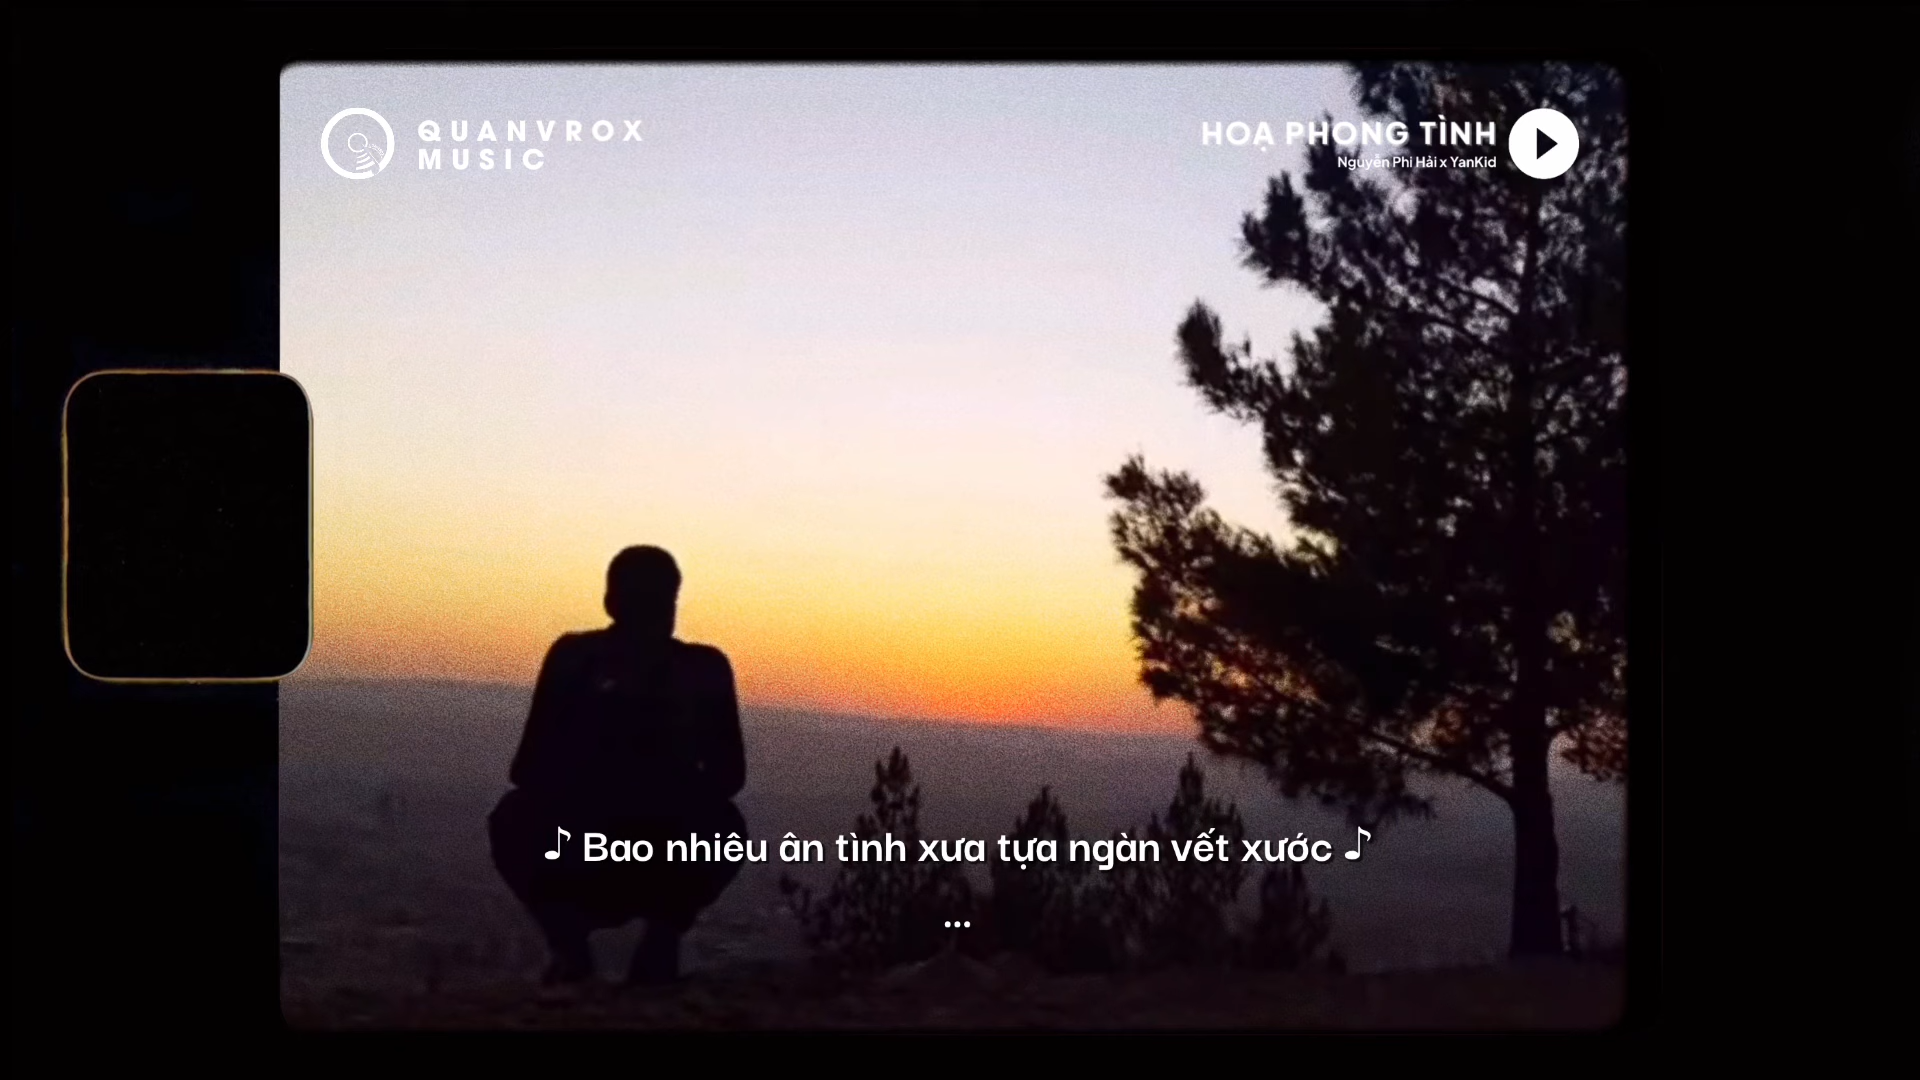 QUANVROX
MUSIC
HOẠ PHONG TÌNH
Nguyễn Phi Hải x YanKid
♪ Bao nhiêu ân tình xưa tựa ngàn vết xước ♪
...